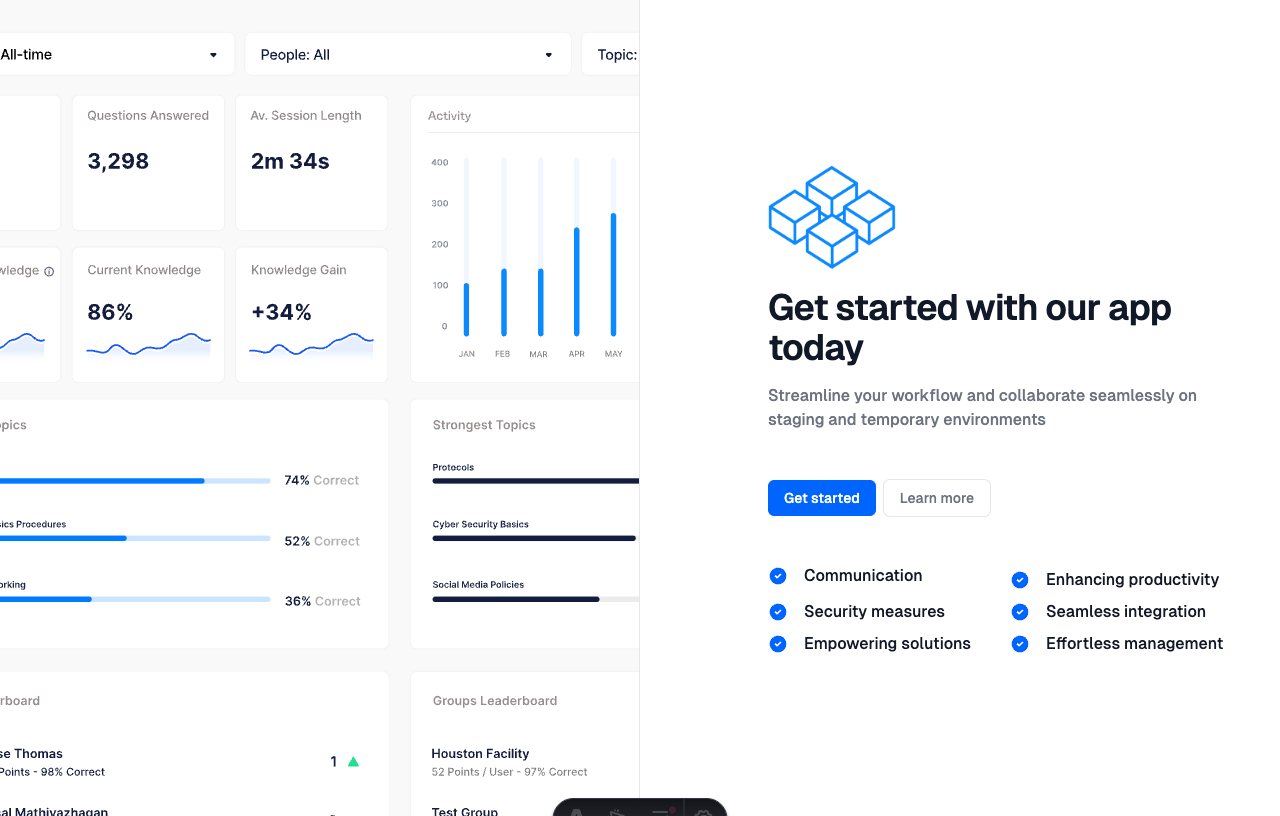 All-time
People: All
Topic:
Questions Answered
3,298
Av. Session Length
2m 34s
Activity
400
300
200
100
0
JAN
FEB
MAR
APR
MAY
wledge
Current Knowledge
86%
Knowledge Gain
+34%
opics
74% Correct
sics Procedures
52% Correct
orking
36% Correct
Strongest Topics
Protocols
Cyber Security Basics
Social Media Policies
rboard
se Thomas
Points - 98% Correct
1
sal Mathivazhagan
Groups Leaderboard
Houston Facility
52 Points / User - 97% Correct
Test Group
Get started with our app
today
Streamline your workflow and collaborate seamlessly on
staging and temporary environments
Get started
Learn more
Communication
Security measures
Empowering solutions
Enhancing productivity
Seamless integration
Effortless management